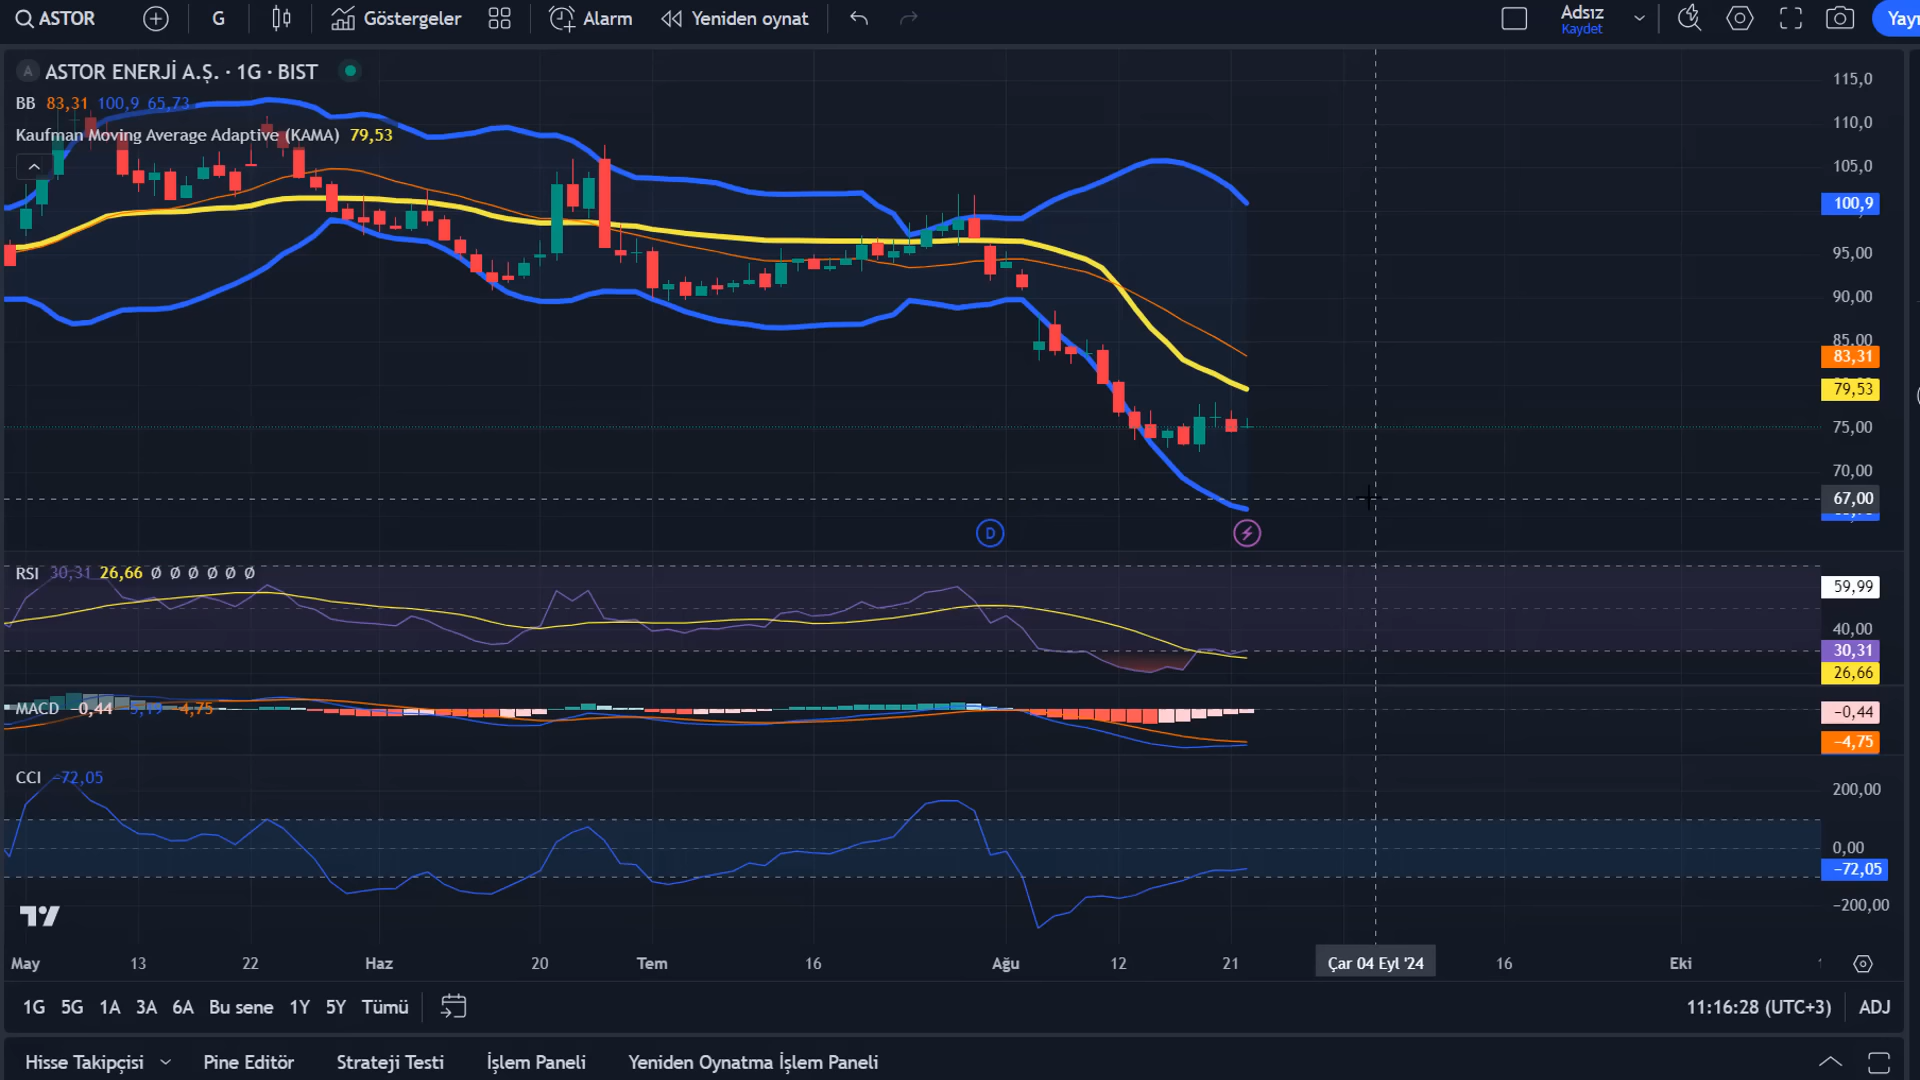 ASTOR
G
Göstergeler
Alarm
Yeniden oynat
Adsız
Kaydet
A ASTOR ENERJİ A.Ş. · 1G · BIST
BB 83,31 100,9 65,73
Kaufman Moving Average Adaptive (KAMA) 79,53
115,0
110,0
105,0
100,9
95,00
90,00
85,00
83,31
79,53
75,00
70,00
67,00
D
RSI 30,31 26,66 Ø Ø Ø Ø Ø Ø
59,99
40,00
30,31
26,66
MACD −0,44 −4,75
−0,44
−4,75
CCI −72,05
200,00
0,00
−72,05
−200,00
May 13 22 Haz 20 Tem 16 Ağu 12 21 Çar 04 Eyl '24 16 Eki
1G 5G 1A 3A 6A Bu sene 1Y 5Y Tümü
11:16:28 (UTC+3) ADJ
Hisse Takipçisi Pine Editör Strateji Testi İşlem Paneli Yeniden Oynatma İşlem Paneli